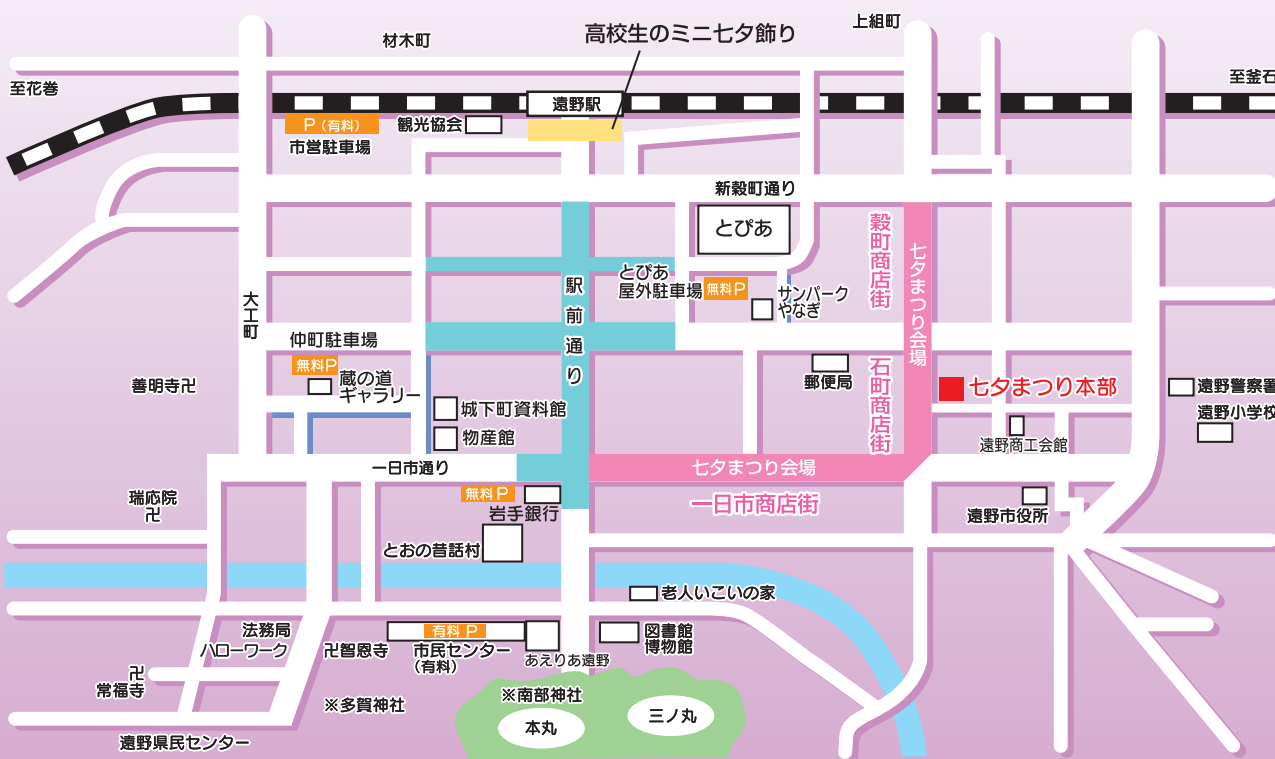 上組町
高校生のミニ七夕飾り
材木町
至花巻
至釜石
遠野駅
P（有料）
市営駐車場
観光協会
新穀町通り
とぴあ
穀町商店街
七夕まつり会場
とぴあ
屋外駐車場
無料P
サンパーク
やなぎ
駅前通り
大工町
仲町駐車場
無料P
蔵の道
ギャラリー
善明寺卍
郵便局
石町商店街
七夕まつり本部
遠野警察署
遠野小学校
城下町資料館
物産館
遠野商工会館
一日市通り
七夕まつり会場
一日市商店街
無料P
岩手銀行
瑞応院
卍
遠野市役所
とおの昔話村
老人いこいの家
法務局
ハローワーク
卍智恩寺
有料 P
市民センター
（有料）
あえりあ遠野
図書館
博物館
卍
常福寺
※多賀神社
※南部神社
本丸
三ノ丸
遠野県民センター